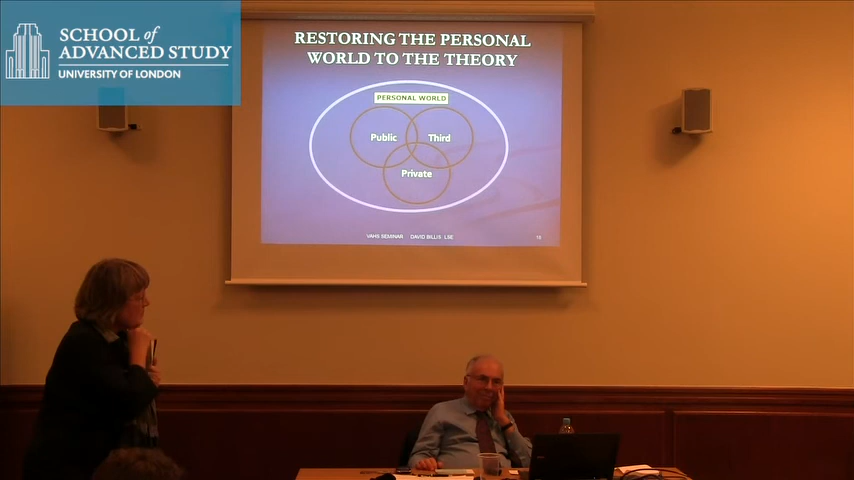 SCHOOL of
ADVANCED STUDY
UNIVERSITY OF LONDON
RESTORING THE PERSONAL
WORLD TO THE THEORY
PERSONAL WORLD
Public
Third
Private
VAHS SEMINAR DAVID BILLIS LSE